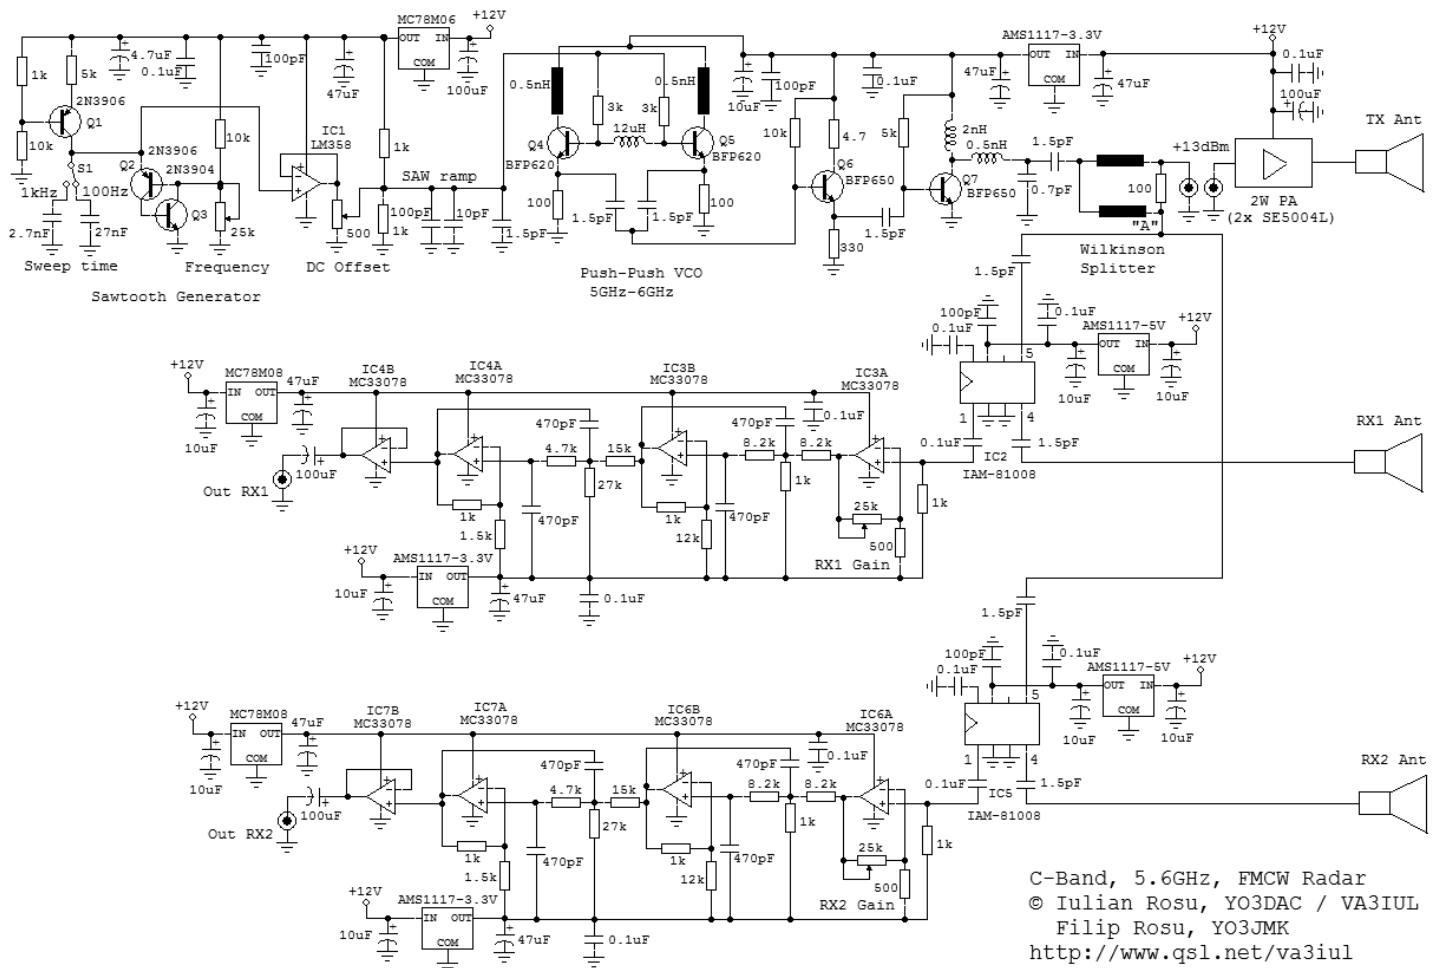 MC78M06
+12V
OUT IN
COM
1k
5k
4.7uF
0.1uF
100pF
47uF
100uF
2N3906
Q1
10k
Q2
2N3906
2N3904
S1
1kHz
100Hz
Q3
2.7nF
27nF
25k
10k
IC1
LM358
500
1k
SAW ramp
100pF
1k
10pF
1.5pF
Sweep time
Frequency
DC Offset
Sawtooth Generator
0.5nH
0.5nH
3k
3k
12uH
Q4
BFP620
Q5
BFP620
100
100
1.5pF
1.5pF
Push-Push VCO
5GHz-6GHz
10uF
100pF
0.1uF
10k
4.7
5k
Q6
BFP650
1.5pF
330
2nH
0.5nH
Q7
BFP650
0.7pF
1.5pF
AMS1117-3.3V
OUT IN
COM
47uF
47uF
+12V
0.1uF
100uF
+13dBm
100
"A"
Wilkinson
Splitter
2W PA
(2x SE5004L)
TX Ant
1.5pF
100pF
0.1uF
0.1uF
AMS1117-5V
+12V
OUT IN
COM
10uF
10uF
5
1
4
0.1uF
1.5pF
IC2
IAM-81008
RX1 Ant
+12V
MC78M08
IN OUT
COM
47uF
10uF
IC4B
MC33078
IC4A
MC33078
IC3B
MC33078
IC3A
MC33078
0.1uF
470pF
470pF
4.7k
15k
8.2k
8.2k
100uF
Out RX1
27k
1k
1k
1k
1k
1.5k
470pF
12k
470pF
25k
500
RX1 Gain
+12V
AMS1117-3.3V
IN OUT
COM
10uF
47uF
0.1uF
1.5pF
100pF
0.1uF
0.1uF
AMS1117-5V
+12V
OUT IN
COM
10uF
10uF
5
1
4
0.1uF
1.5pF
IC5
IAM-81008
RX2 Ant
+12V
MC78M08
IN OUT
COM
47uF
10uF
IC7B
MC33078
IC7A
MC33078
IC6B
MC33078
IC6A
MC33078
0.1uF
470pF
470pF
4.7k
15k
8.2k
8.2k
100uF
Out RX2
27k
1k
1k
1k
1k
1.5k
470pF
12k
470pF
25k
500
RX2 Gain
+12V
AMS1117-3.3V
IN OUT
COM
10uF
47uF
0.1uF
C-Band, 5.6GHz, FMCW Radar
© Iulian Rosu, YO3DAC / VA3IUL
Filip Rosu, YO3JMK
http://www.qsl.net/va3iul